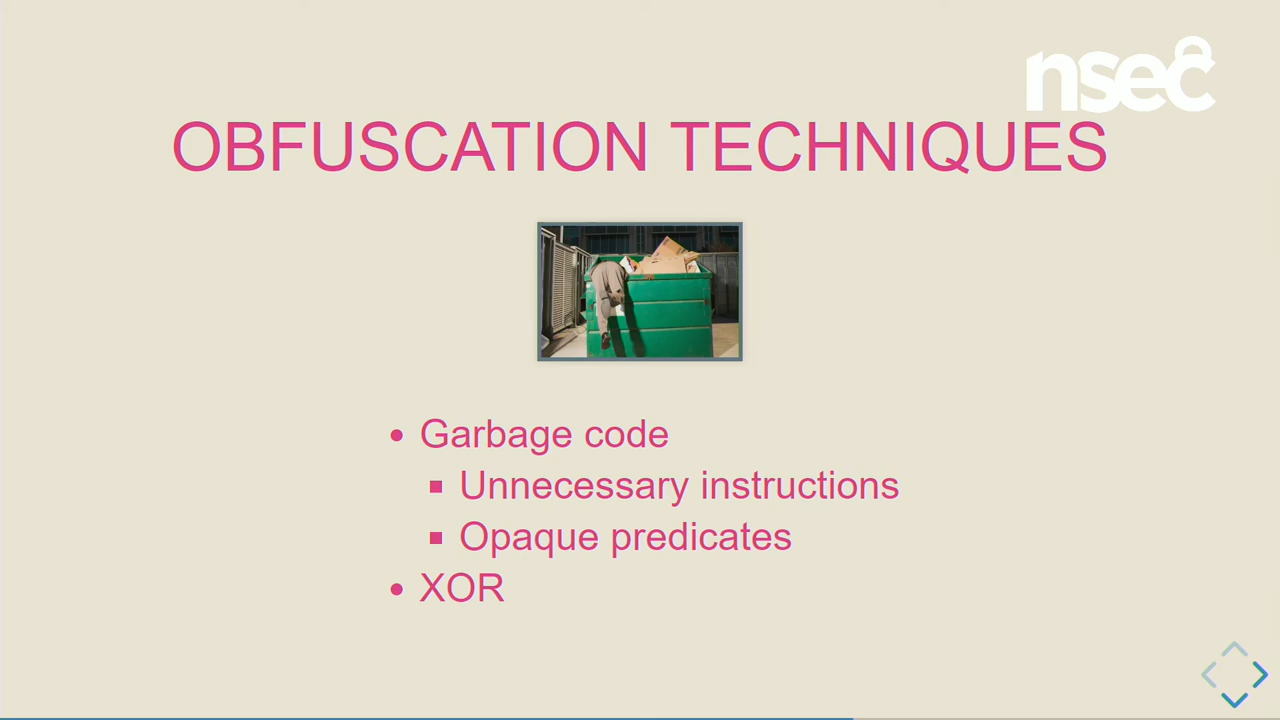 nsec
OBFUSCATION TECHNIQUES
Garbage code
Unnecessary instructions
Opaque predicates
XOR